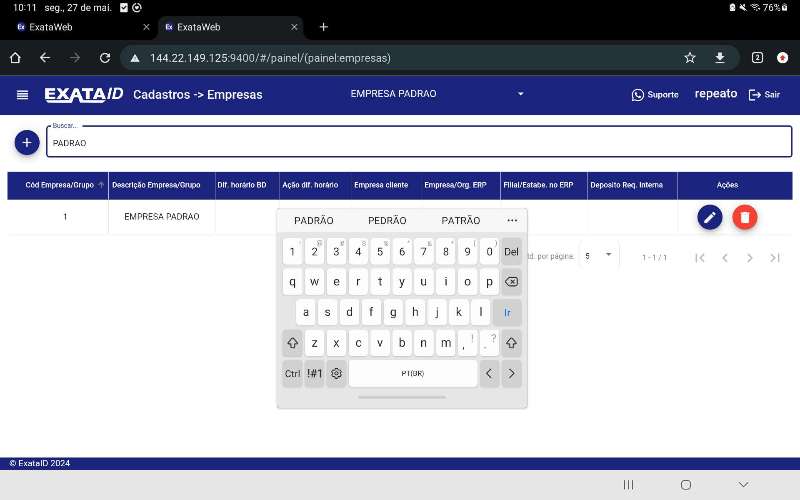 10:11 seg., 27 de mai. 76%
ExataWeb
ExataWeb
144.22.149.125:9400/#/painel/(painel:empresas) 2
EXATAID Cadastros -> Empresas EMPRESA PADRAO Suporte repeato Sair
Buscar...
PADRAO
Cód Empresa/Grupo Descrição Empresa/Grupo Dif. horário BD Ação dif. horário Empresa cliente Empresa/Org. ERP Filial/Estabe. no ERP Deposito Req. Interna Ações
1 EMPRESA PADRAO
PADRÃO PEDRÃO PATRÃO ...
1 2 3 4 5 6 7 8 9 0 Del
td. por página: 5 1 - 1 / 1
q w e r t y u i o p
a s d f g h j k l Ir
z x c v b n m , ! . ?
Ctrl !#1 PT(BR) < >
© ExataID 2024